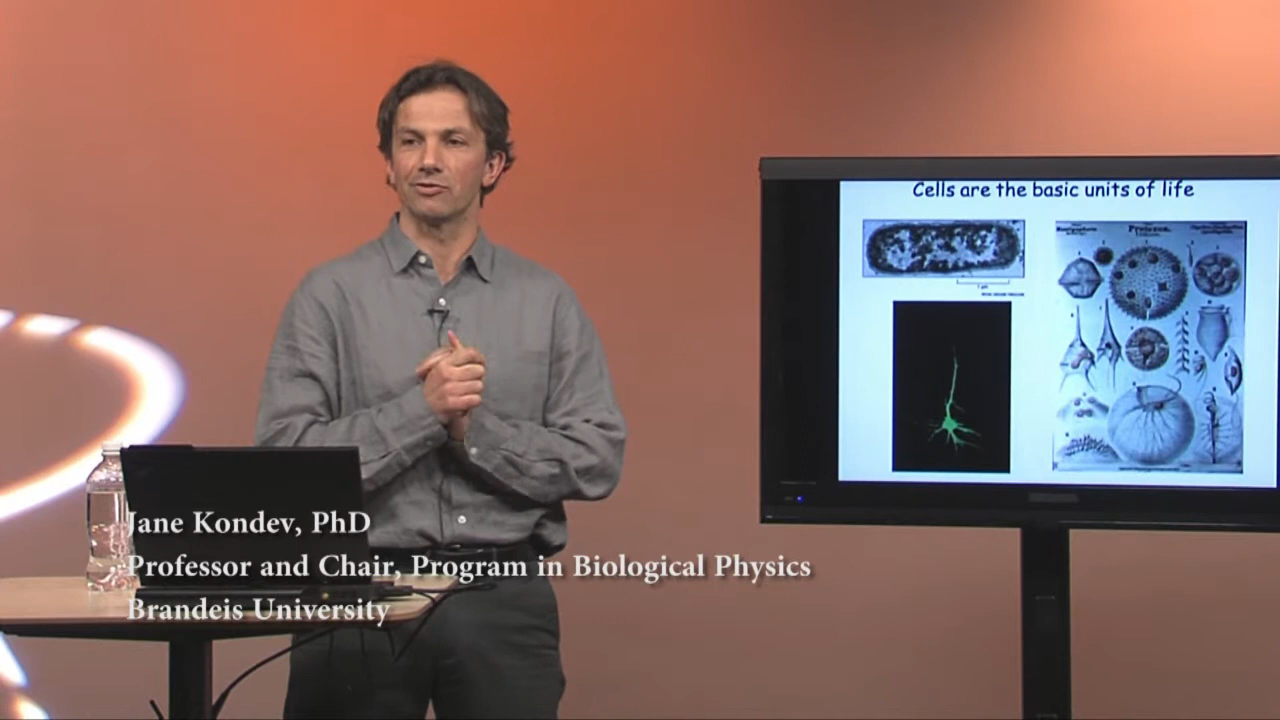 Cells are the basic units of life
Jane Kondev, PhD
Professor and Chair, Program in Biological Physics
Brandeis University